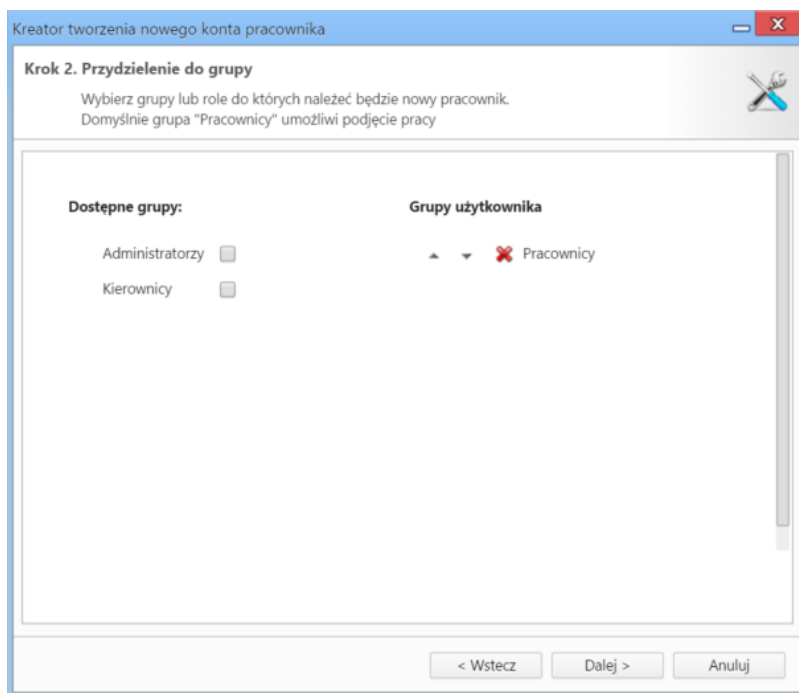 Kreator tworzenia nowego konta pracownika
Krok 2. Przydzielenie do grupy
Wybierz grupy lub role do których należeć będzie nowy pracownik.
Domyślnie grupa "Pracownicy" umożliwi podjęcie pracy
Dostępne grupy:
Grupy użytkownika
Administratorzy
Pracownicy
Kierownicy
< Wstecz
Dalej >
Anuluj